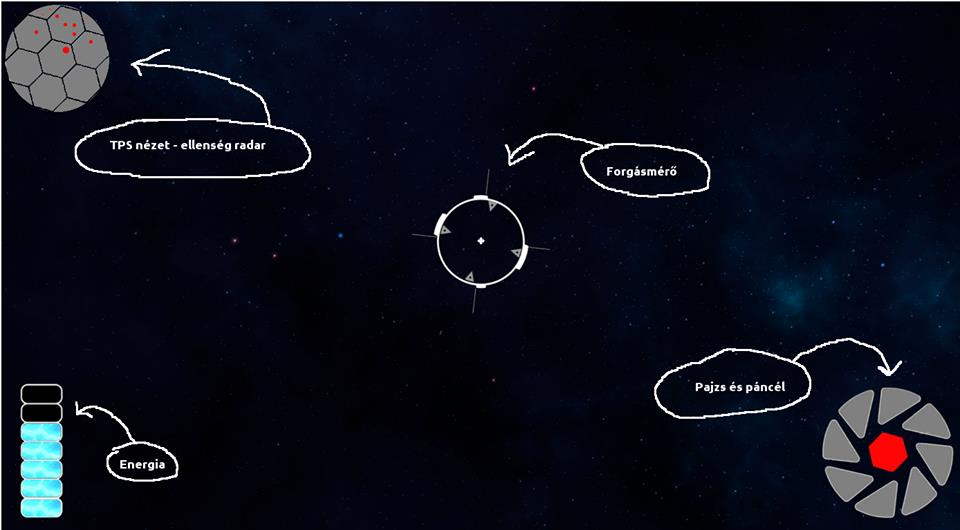 TPS nézet - ellenség radar
Forgásmérő
Pajzs és páncél
Energia